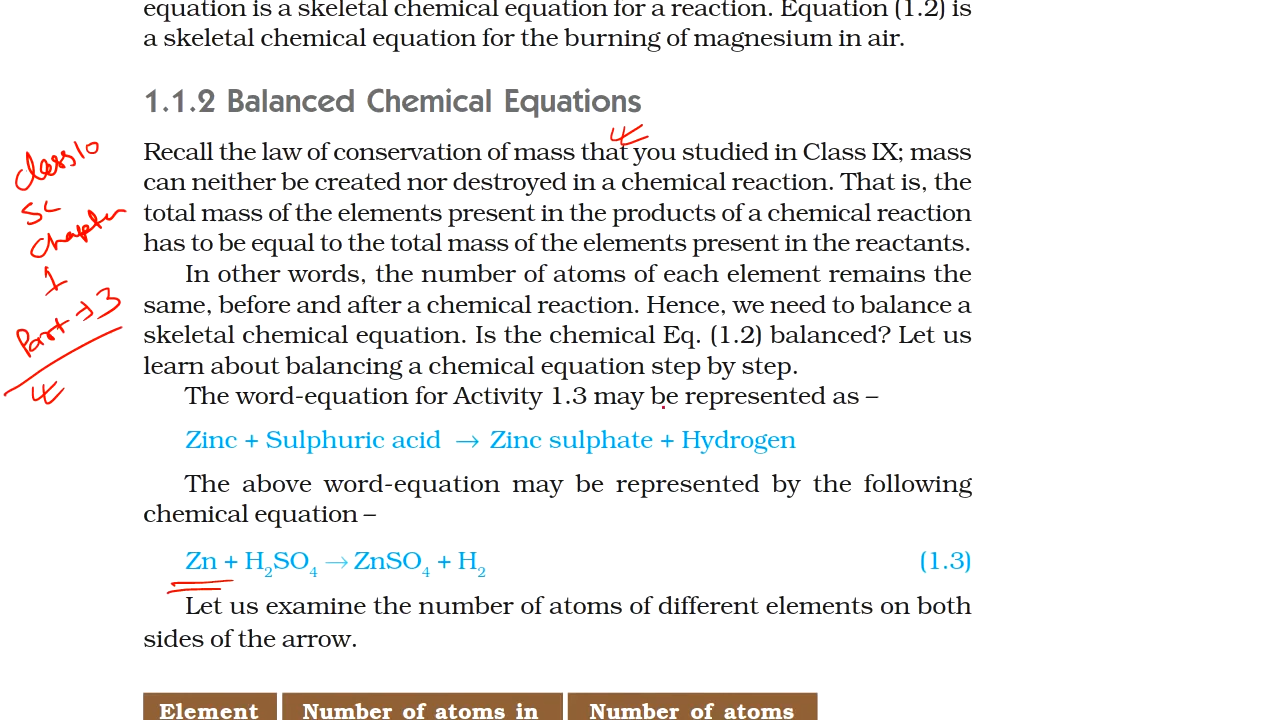 equation is a skeletal chemical equation for a reaction. Equation (1.2) is
a skeletal chemical equation for the burning of magnesium in air.
1.1.2 Balanced Chemical Equations
Recall the law of conservation of mass that you studied in Class IX; mass
can neither be created nor destroyed in a chemical reaction. That is, the
total mass of the elements present in the products of a chemical reaction
has to be equal to the total mass of the elements present in the reactants.
In other words, the number of atoms of each element remains the
same, before and after a chemical reaction. Hence, we need to balance a
skeletal chemical equation. Is the chemical Eq. (1.2) balanced? Let us
learn about balancing a chemical equation step by step.
The word-equation for Activity 1.3 may be represented as –
Zinc + Sulphuric acid → Zinc sulphate + Hydrogen
The above word-equation may be represented by the following
chemical equation –
Zn + H₂SO₄ → ZnSO₄ + H₂ (1.3)
Let us examine the number of atoms of different elements on both
sides of the arrow.
Element Number of atoms in Number of atoms
Class 10
Sc
Chapter
1
Part → 3